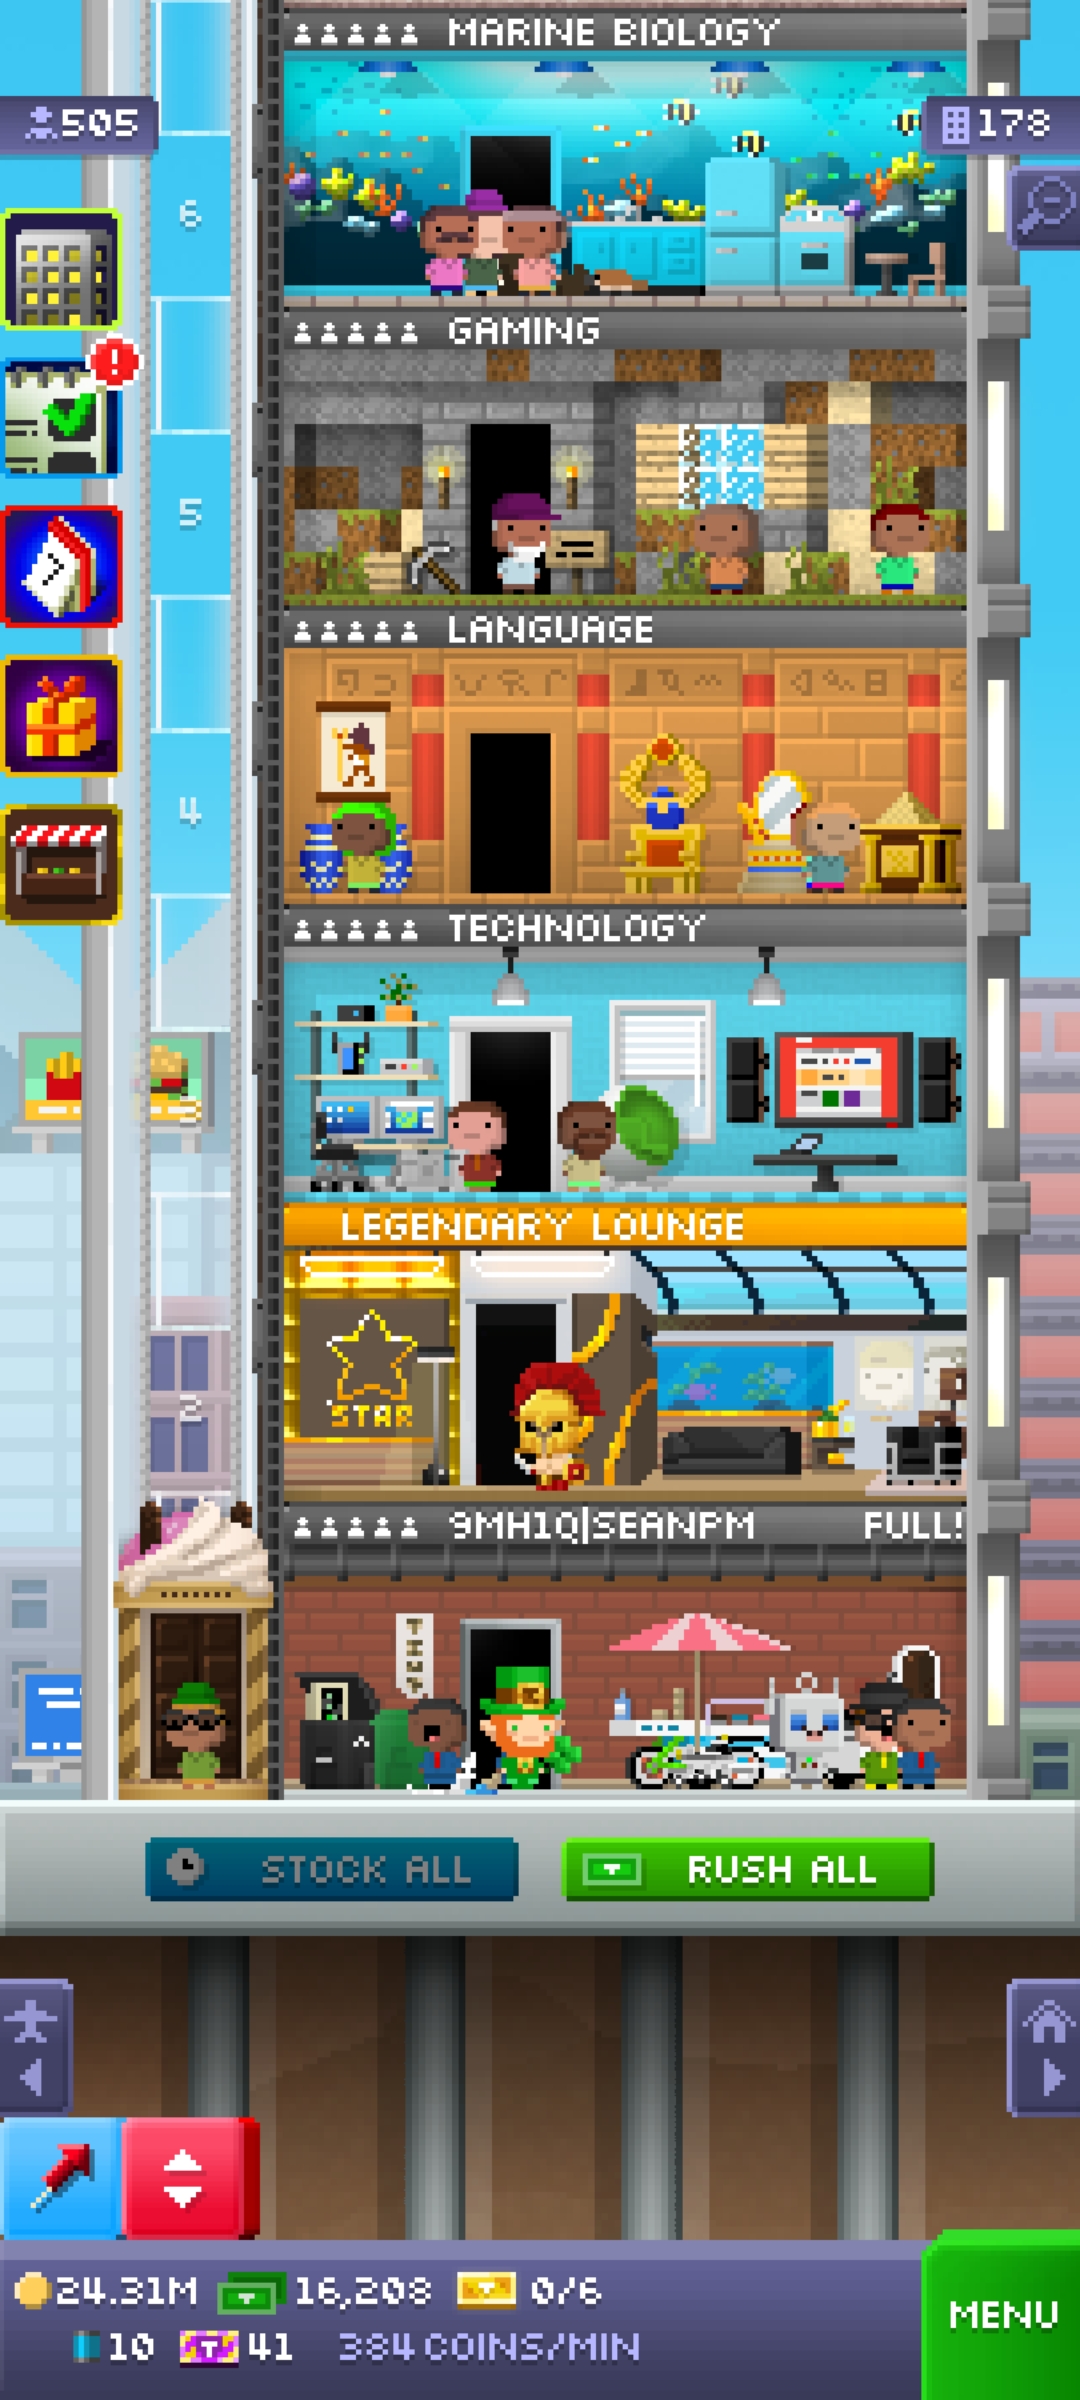 MARINE BIOLOGY
505
178
6
GAMING
5
LANGUAGE
4
TECHNOLOGY
LEGENDARY LOUNGE
STAR
2
9MH1Q|SEANPM FULL!
STOCK ALL
RUSH ALL
24.31M 16,208 0/6
MENU
10 41 384 COINS/MIN